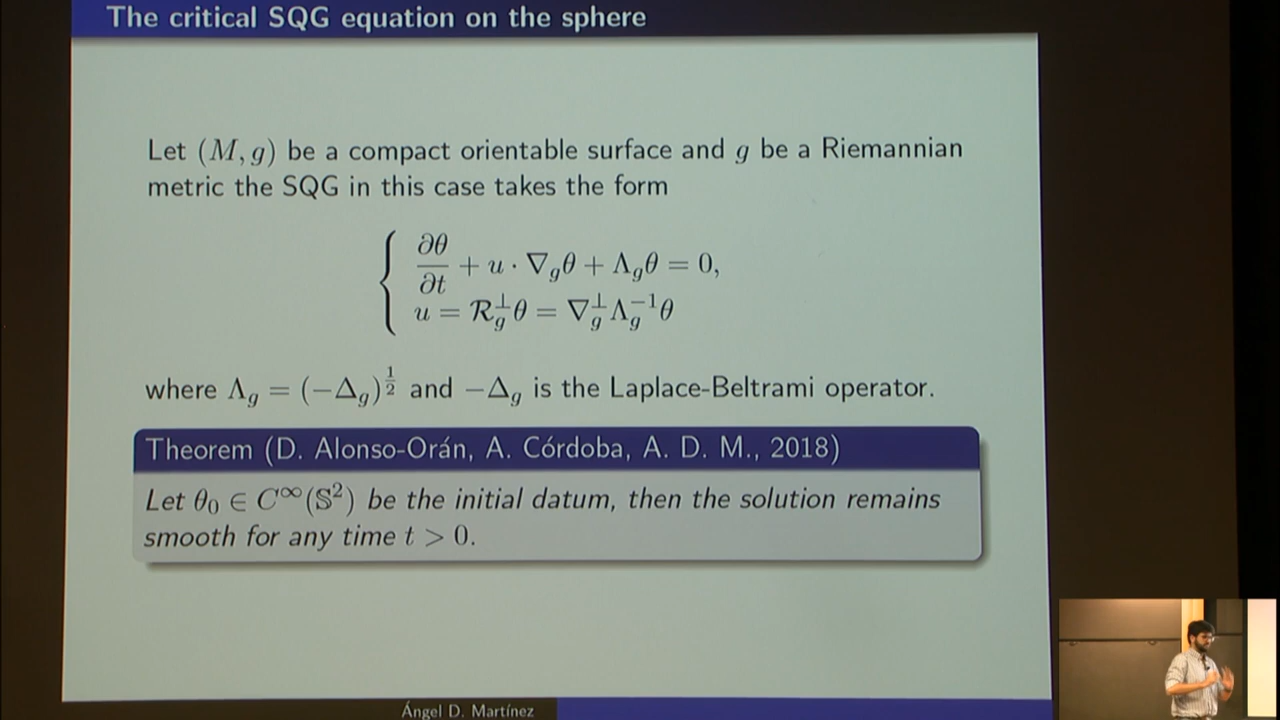 The critical SQG equation on the sphere
Let (M, g) be a compact orientable surface and g be a Riemannian
metric the SQG in this case takes the form
∂θ/∂t + u · ∇_gθ + Λ_gθ = 0,
u = R_g^⊥θ = ∇_g^⊥Λ_g^{-1}θ
where Λ_g = (−Δ_g)^{1/2} and −Δ_g is the Laplace-Beltrami operator.
Theorem (D. Alonso-Orán, A. Córdoba, A. D. M., 2018)
Let θ_0 ∈ C^∞(𝕊^2) be the initial datum, then the solution remains
smooth for any time t > 0.
Ángel D. Martínez